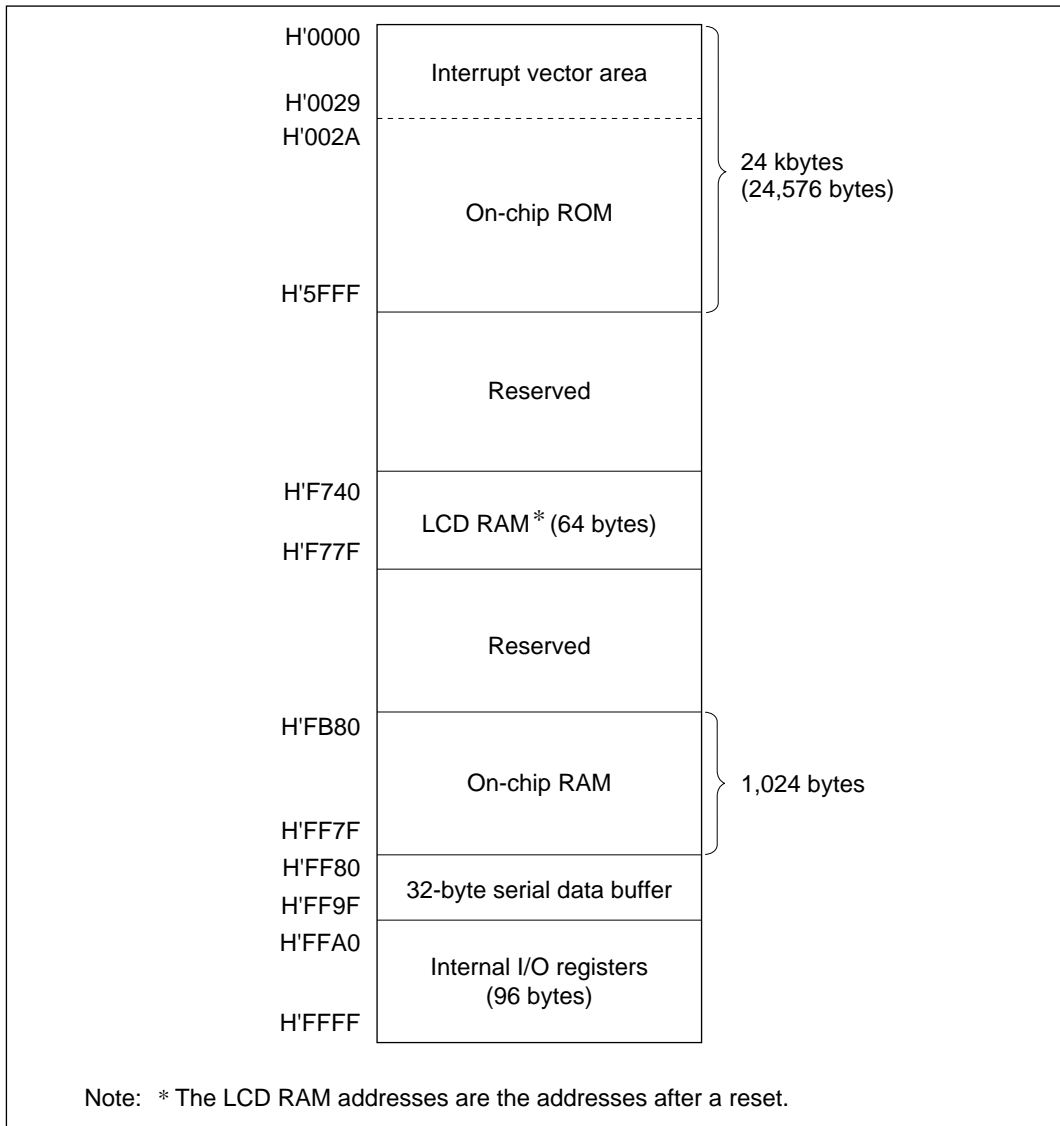 H'0000
Interrupt vector area
H'0029
H'002A
24 kbytes
(24,576 bytes)
On-chip ROM
H'5FFF
Reserved
H'F740
LCD RAM* (64 bytes)
H'F77F
Reserved
H'FB80
On-chip RAM
1,024 bytes
H'FF7F
H'FF80
32-byte serial data buffer
H'FF9F
H'FFA0
Internal I/O registers
(96 bytes)
H'FFFF
Note: * The LCD RAM addresses are the addresses after a reset.